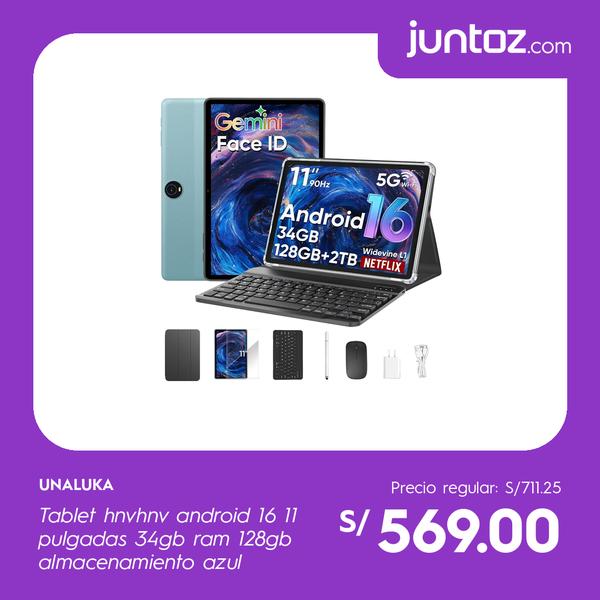 juntoz.com
Gemini
Face ID
11"
90Hz
5G
Wi-Fi
Android 16
34GB
128GB+2TB
Widevine L1
NETFLIX
11"
UNALUKA
Tablet hnvhnv android 16 11
pulgadas 34gb ram 128gb
almacenamiento azul
Precio regular: S/711.25
S/ 569.00